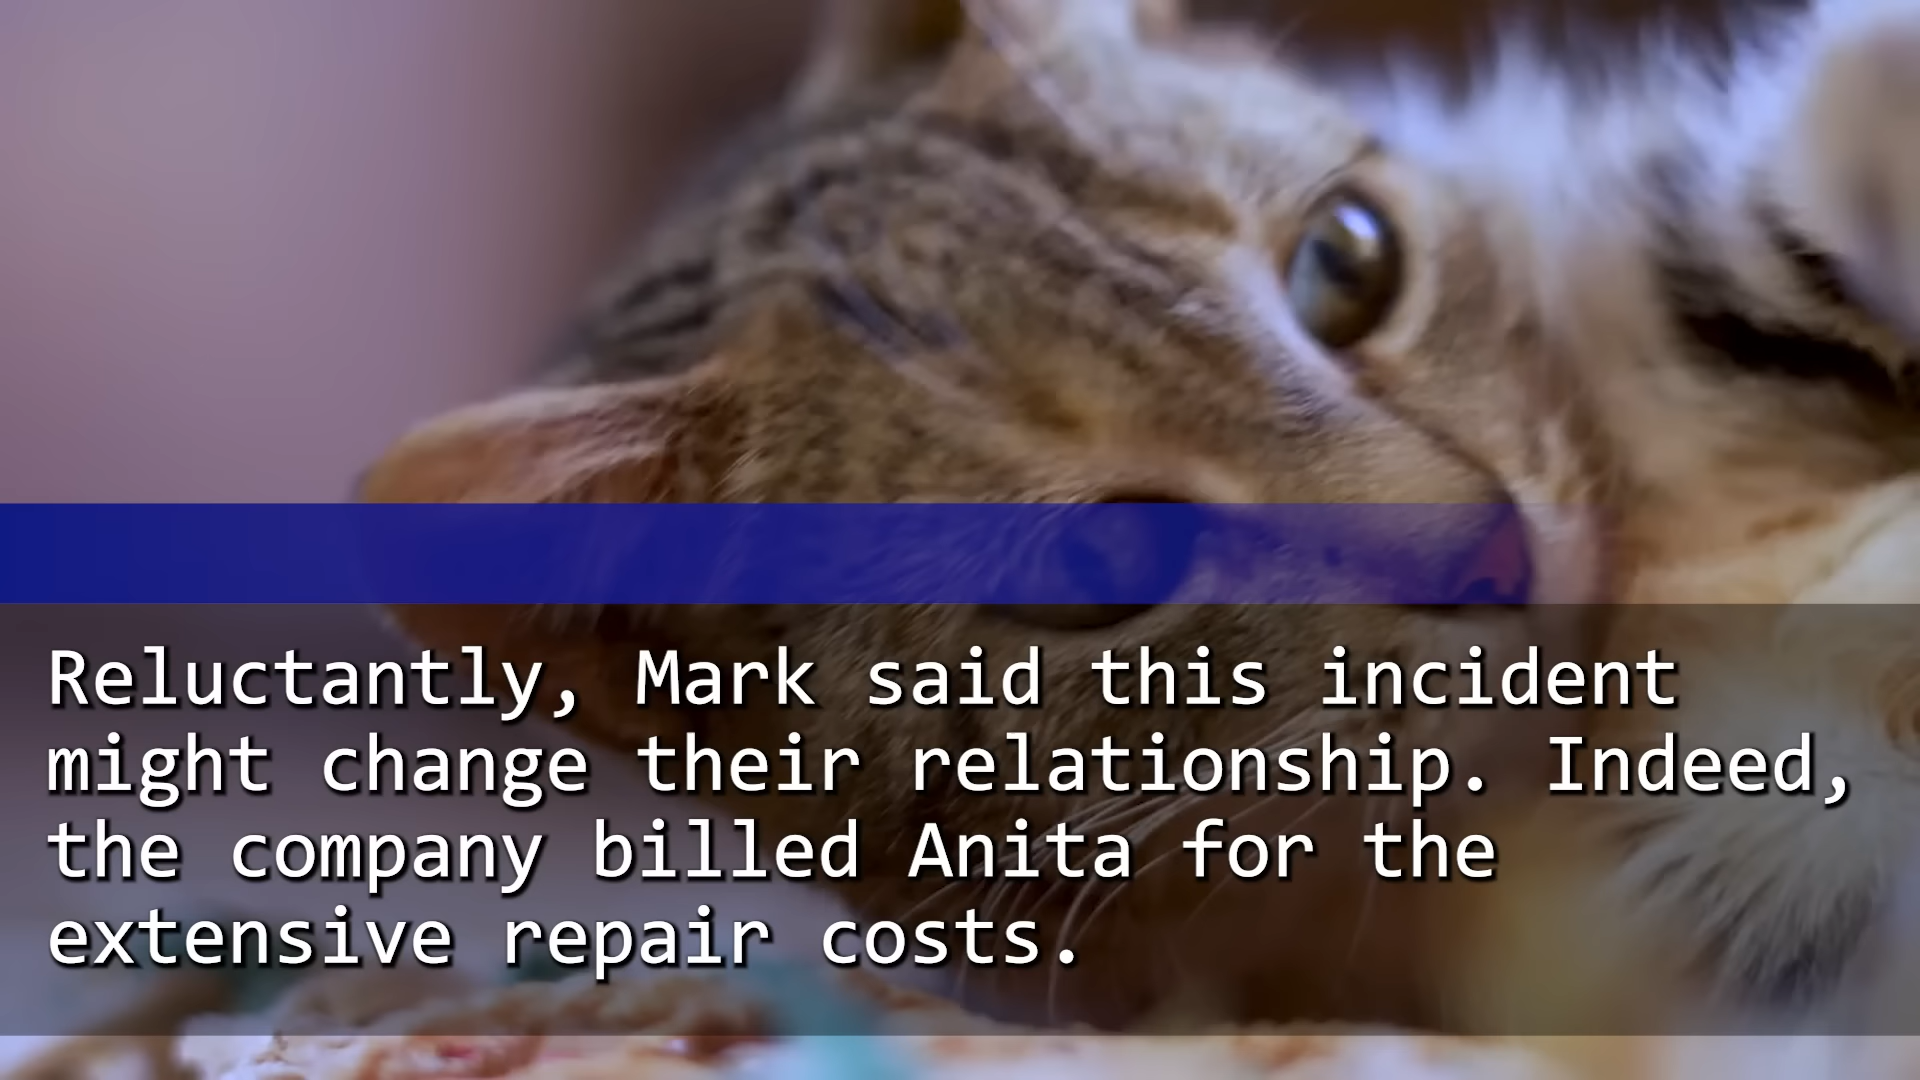 Reluctantly, Mark said this incident
might change their relationship. Indeed,
the company billed Anita for the
extensive repair costs.